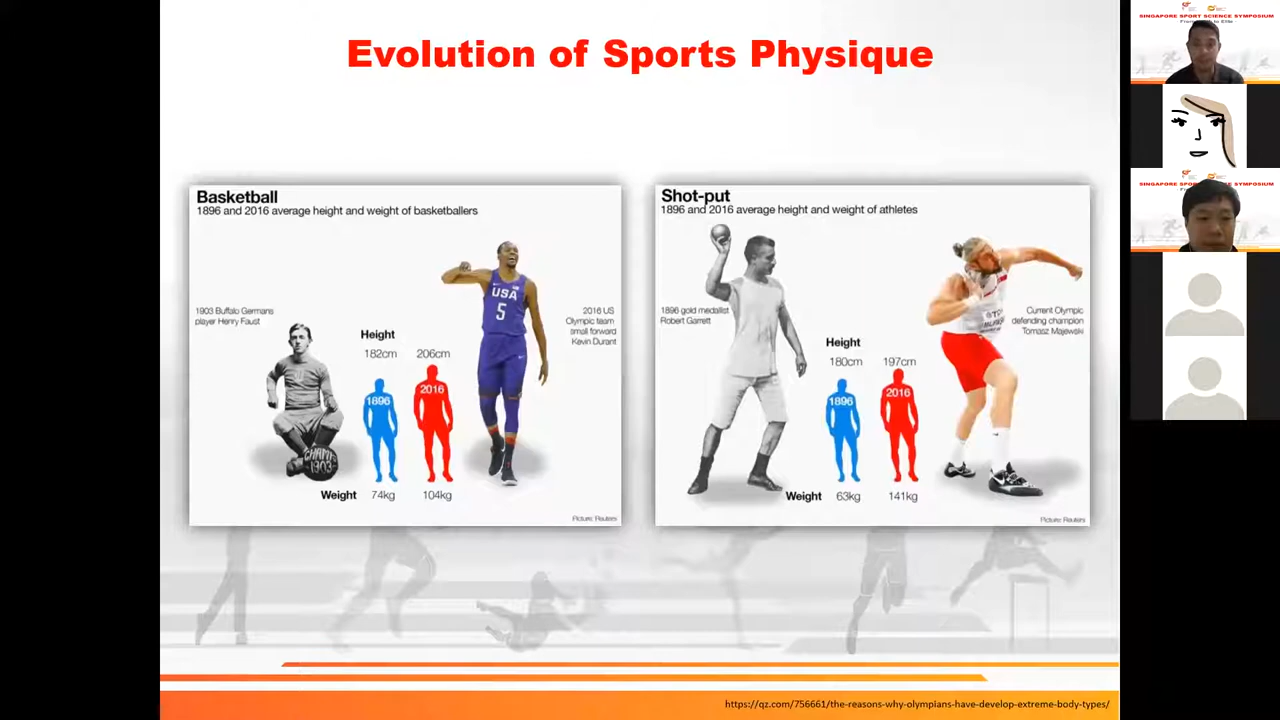 Evolution of Sports Physique
Basketball
1896 and 2016 average height and weight of basketballers
1903 Buffalo Germans
player Henry Faust
Height
182cm
206cm
1896
2016
Weight
74kg
104kg
USA
5
CHAMP
1903
2016 US
Olympic team
small forward
Kevin Durant
Picture: Reuters
Shot-put
1896 and 2016 average height and weight of athletes
1896 gold medallist
Robert Garrett
Height
180cm
197cm
1896
2016
Weight
63kg
141kg
Current Olympic
defending champion
Tomasz Majewski
Picture: Reuters
https://qz.com/756661/the-reasons-why-olympians-have-develop-extreme-body-types/
SINGAPORE SPORT SCIENCE SYMPOSIUM
SINGAPORE SPORT SCIENCE SYMPOSIUM